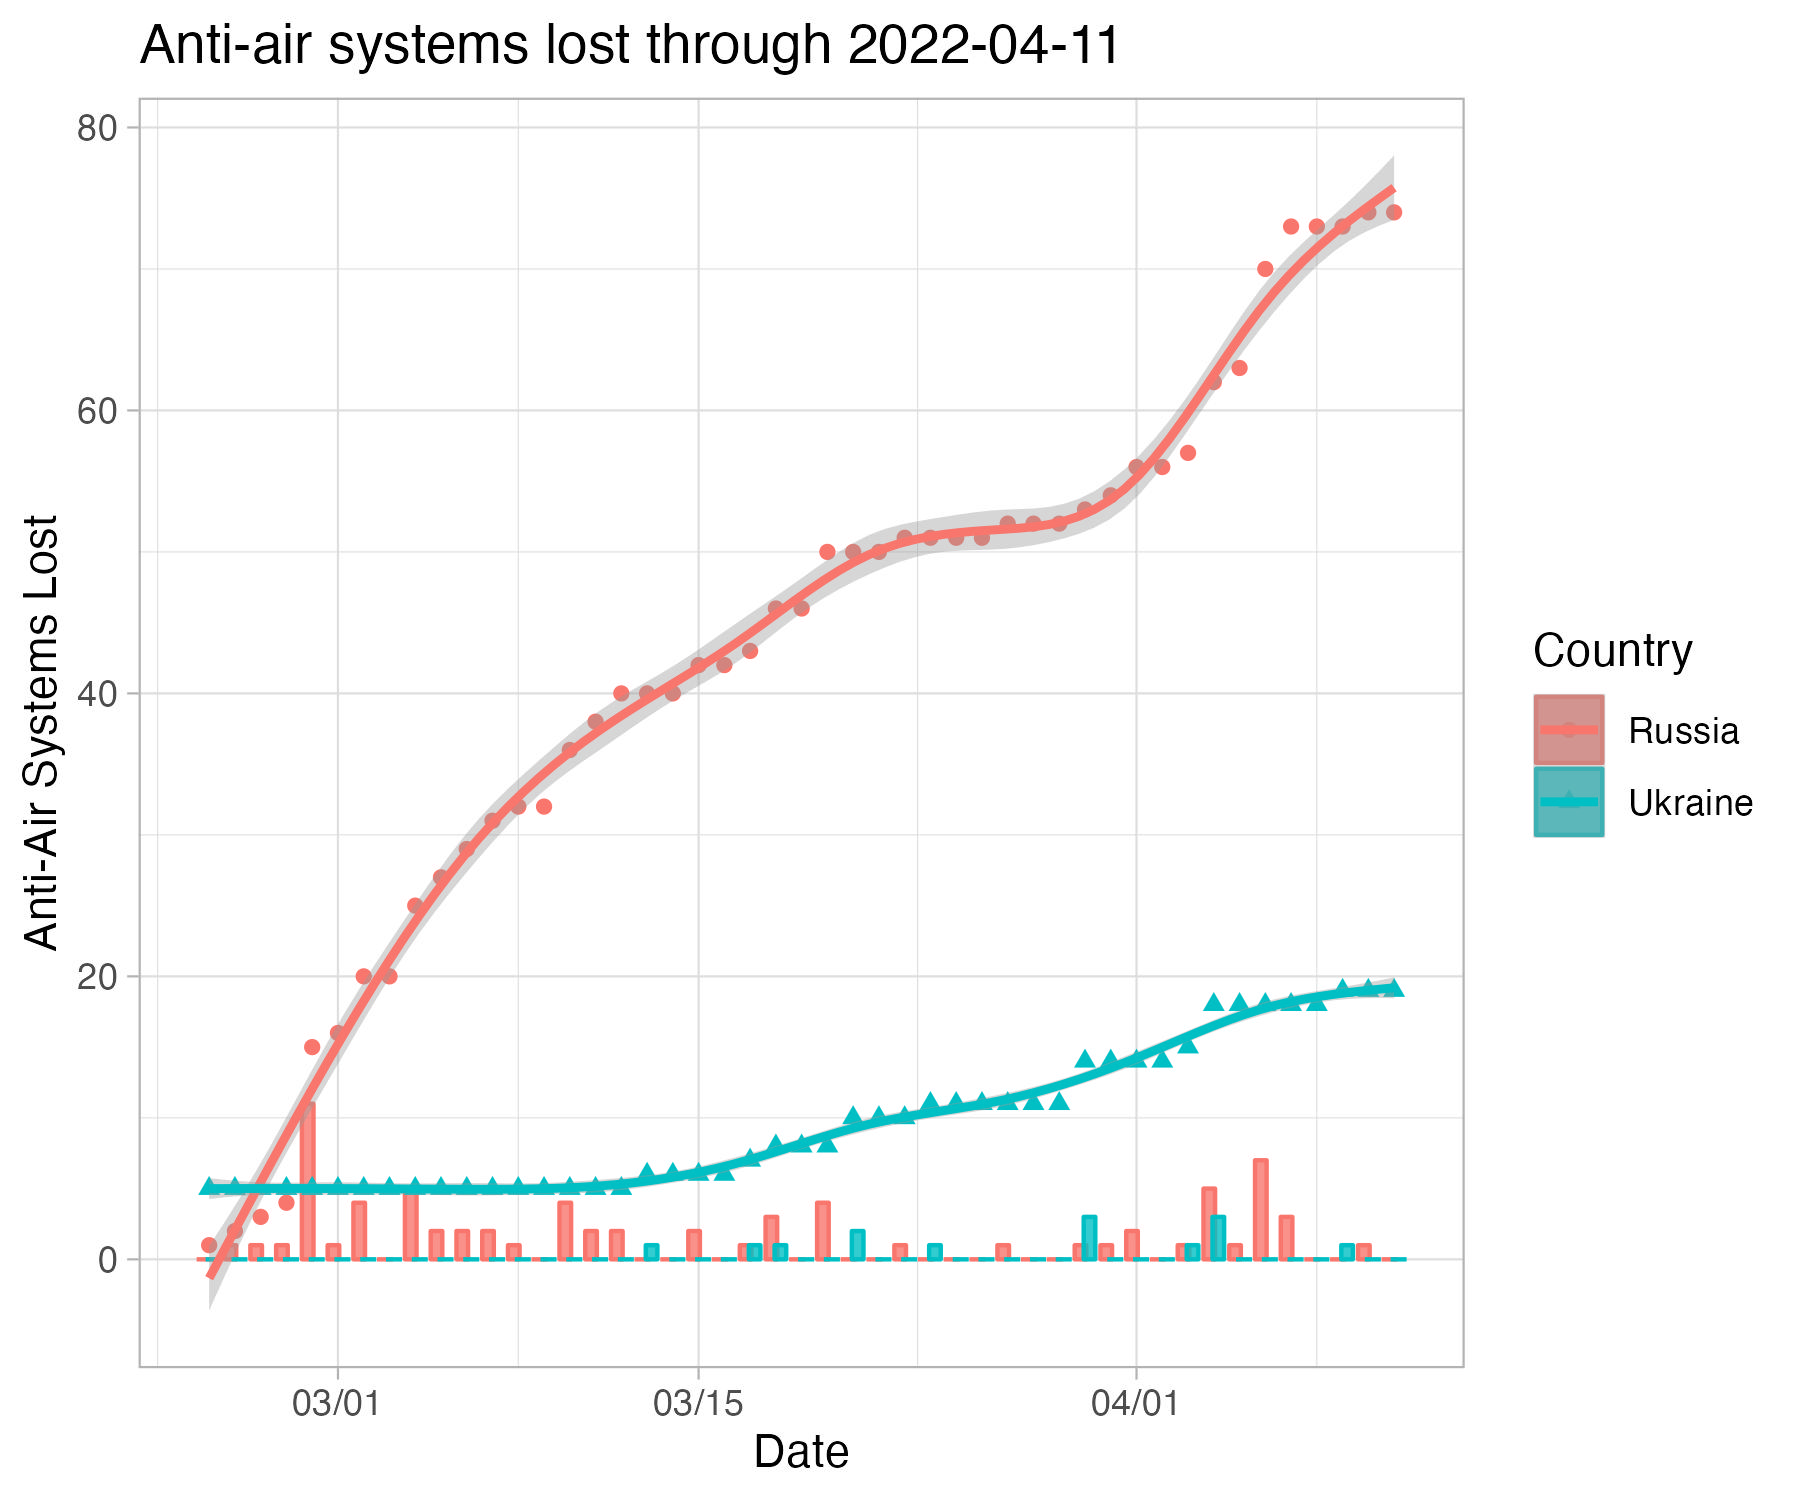 Anti-air systems lost through 2022-04-11
Anti-Air Systems Lost
80
60
40
20
0
03/01
03/15
04/01
Date
Country
Russia
Ukraine